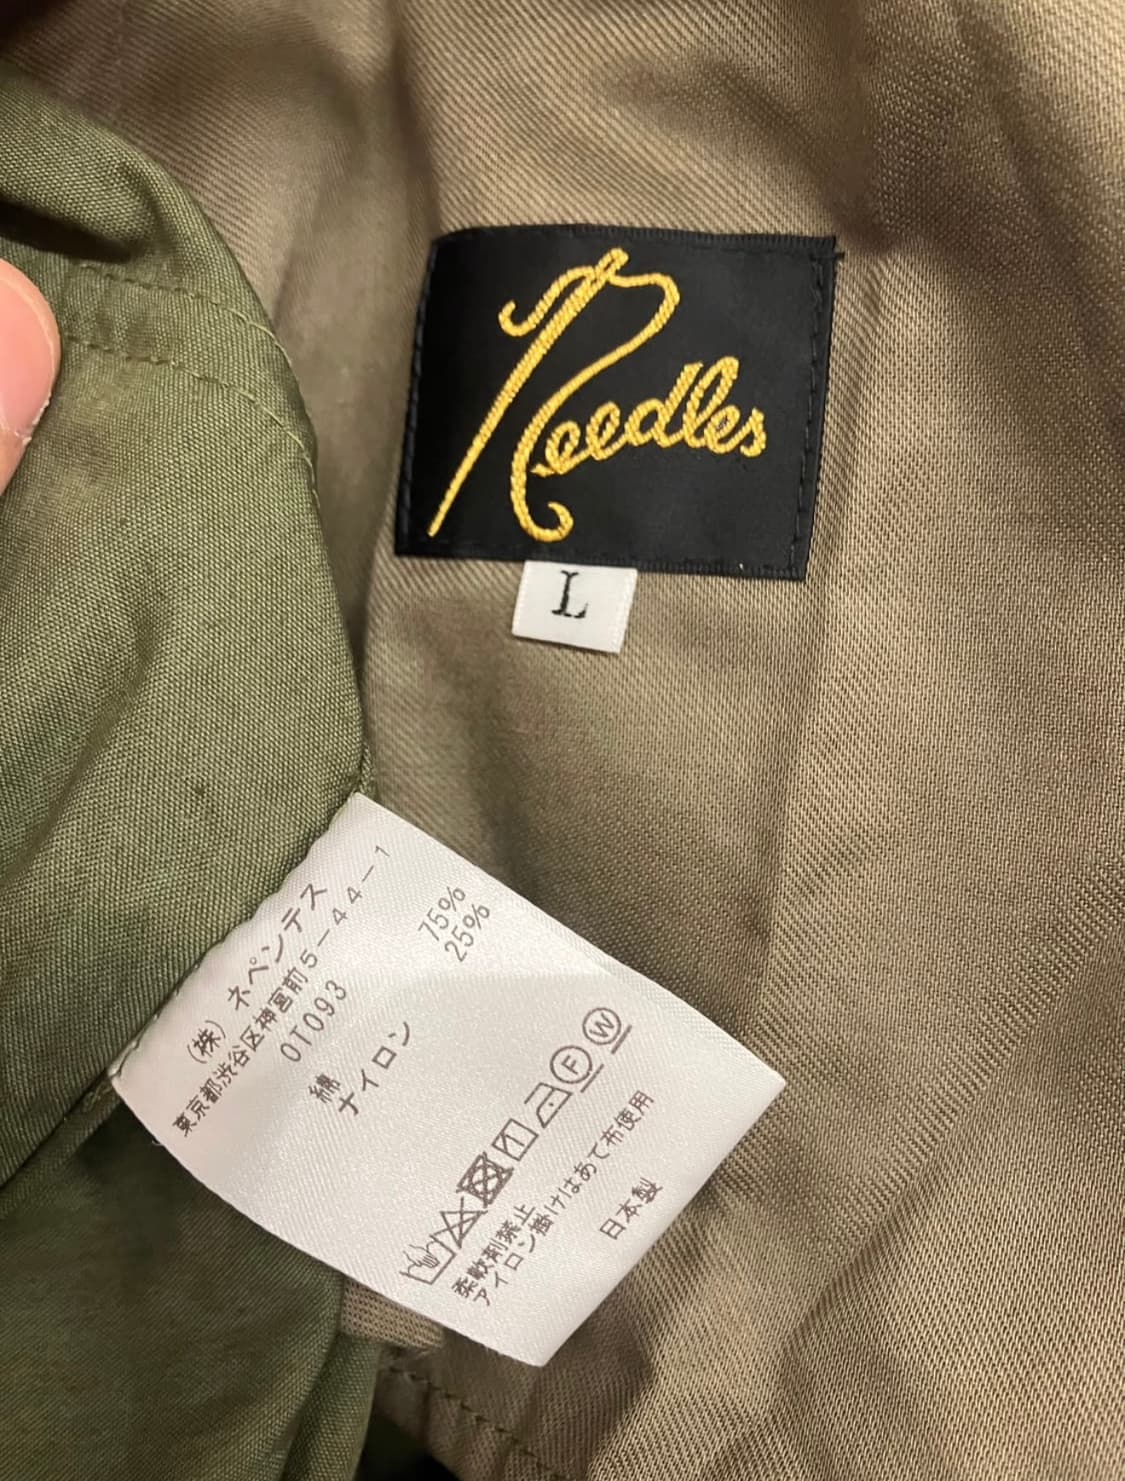 Needles
L
(株) ネペンテス
東京都渋谷区神宮前5-44-1
OT093
綿 75%
ナイロン 25%
F W
柔軟剤禁止
アイロン掛けはあて布使用
日本製